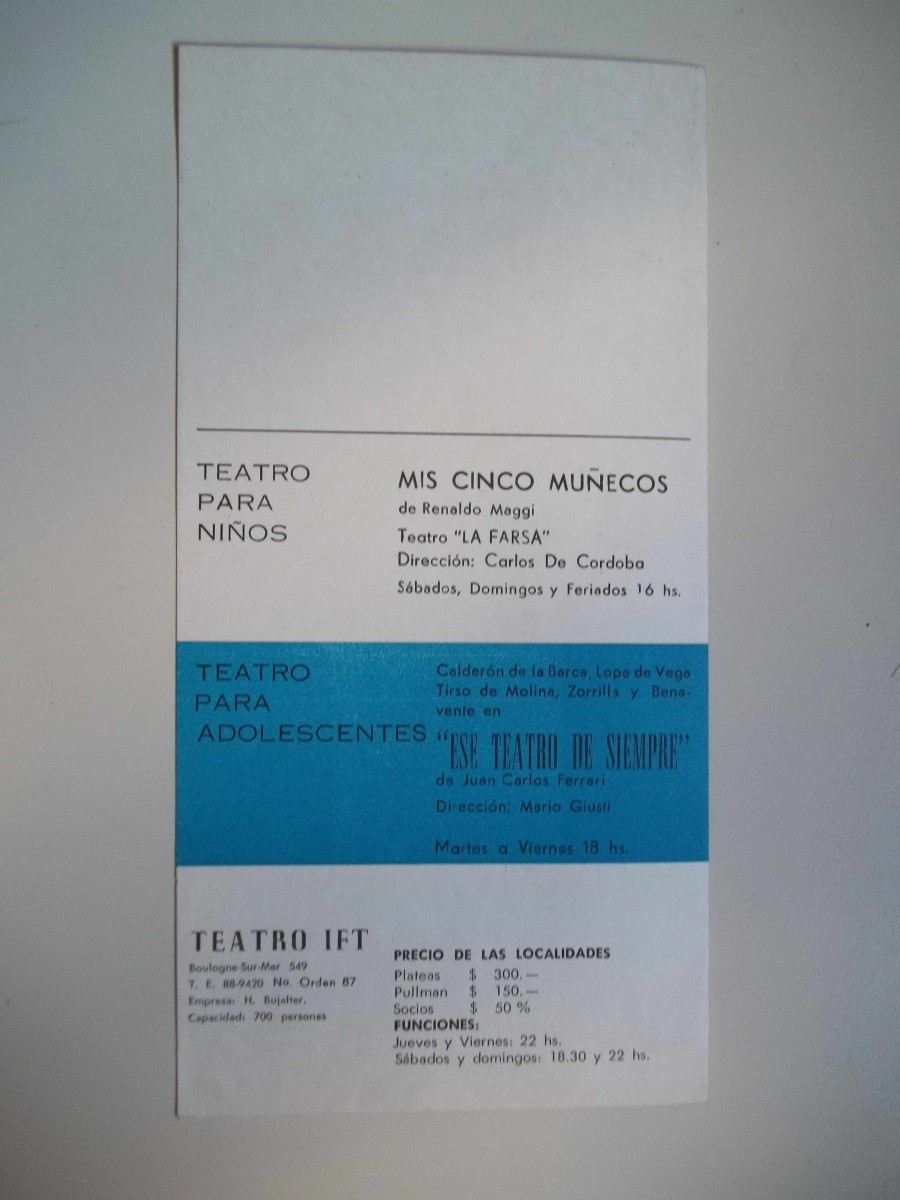 TEATRO
PARA
NIÑOS
MIS CINCO MUÑECOS
de Renaldo Maggi
Teatro "LA FARSA"
Dirección: Carlos De Cordoba
Sábados, Domingos y Feriados 16 hs.
TEATRO
PARA
ADOLESCENTES
Calderón de la Barca, Lope de Vega
Tirso de Molina, Zorrilla y Bena-
vente en
"ESE TEATRO DE SIEMPRE"
de Juan Carlos Ferrari
Dirección: Mario Giusti
Martes a Viernes 18 hs.
TEATRO IFT
Boulogne-Sur-Mer 549
T. E. 88-9420 No. Orden 87
Empresa: H. Bujalter.
Capacidad: 700 personas
PRECIO DE LAS LOCALIDADES
Plateas $ 300.—
Pullman $ 150.—
Socios $ 50 %
FUNCIONES:
Jueves y Viernes: 22 hs.
Sábados y domingos: 18.30 y 22 hs.